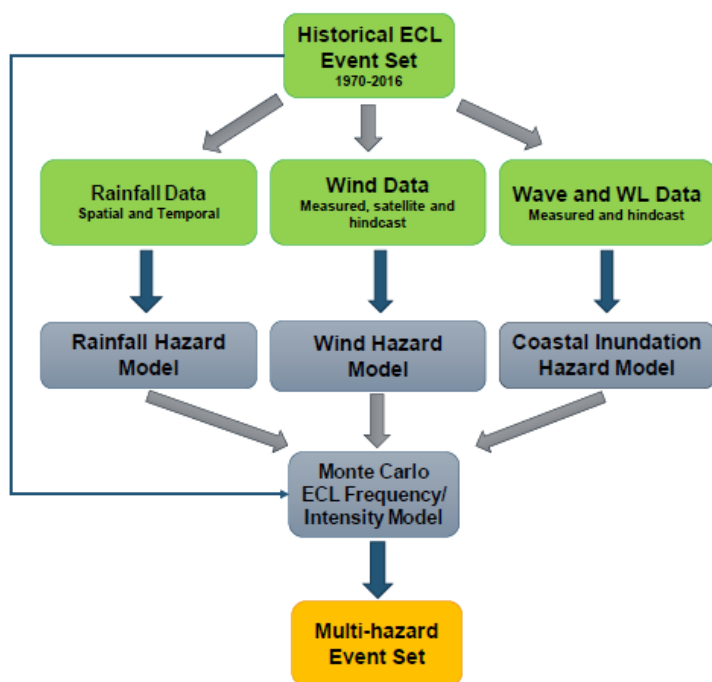 Historical ECL
Event Set
1970-2016
Rainfall Data
Spatial and Temporal
Wind Data
Measured, satellite and
hindcast
Wave and WL Data
Measured and hindcast
Rainfall Hazard
Model
Wind Hazard
Model
Coastal Inundation
Hazard Model
Monte Carlo
ECL Frequency/
Intensity Model
Multi-hazard
Event Set